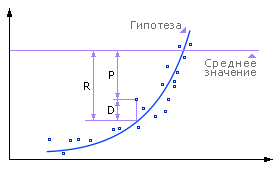 Гипотеза
Среднее
значение
P
R
D